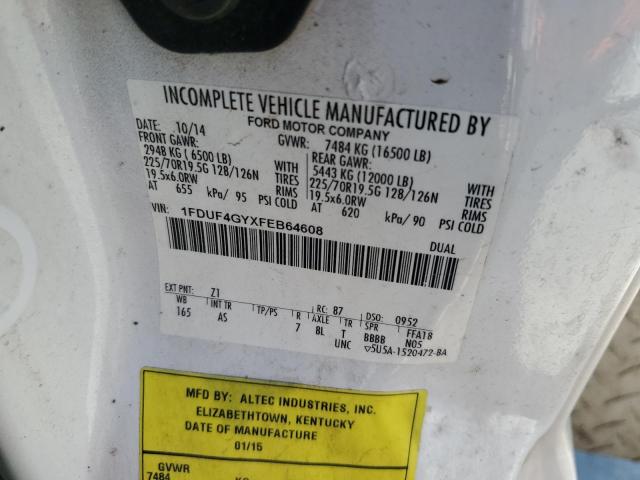 INCOMPLETE VEHICLE MANUFACTURED BY
FORD MOTOR COMPANY
DATE: 10/14 GVWR: 7484 KG (16500 LB)
FRONT GAWR: REAR GAWR:
2948 KG ( 6500 LB) WITH 5443 KG (12000 LB) WITH
225/70R19.5G 128/126N TIRES 225/70R19.5G 128/126N TIRES
19.5x6.0RW RIMS 19.5x6.0RW RIMS
AT 655 kPa/ 95 PSI COLD AT 620 kPa/ 90 PSI COLD
VIN: 1FDUF4GYXFEB64608 DUAL
EXT PNT: Z1 RC: 87 DSO: 0952
WB INT TR TP/PS R AXLE TR SPR FFA18
165 AS 7 BL T BBBB N05
UNC ▽5U5A-1520472-BA
MFD BY: ALTEC INDUSTRIES, INC.
ELIZABETHTOWN, KENTUCKY
DATE OF MANUFACTURE
01/15
GVWR
7484 KG